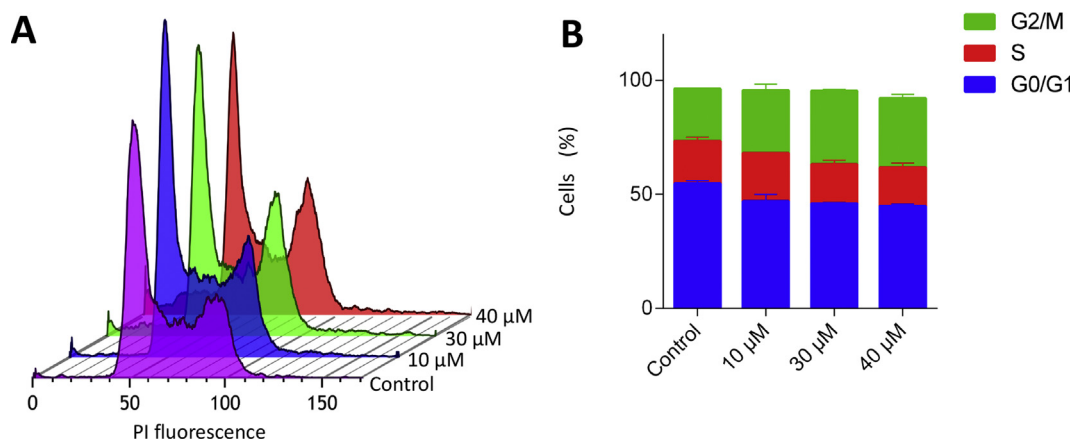 A
40 µM
30 µM
10 µM
Control
0 50 100 150
PI fluorescence
B
G2/M
S
G0/G1
100
50
0
Cells (%)
Control 10 µM 30 µM 40 µM